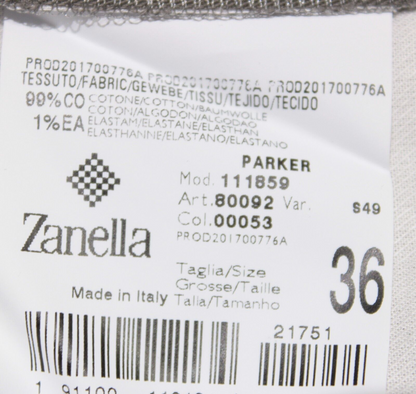 PROD201700776A PROD201700776A PROD201700776A
TESSUTO/FABRIC/GEWEBE/TISSU/TEJIDO/TECIDO
99%CO COTONE/COTTON/BAUMWOLLE
COTON/ALGODON/ALGODAO
1%EA ELASTAM/ELASTANE/ELASTHAN
ELASTHANNE/ELASTANO/ELASTANO
PARKER
Mod. 111859
Art. 80092 Var. S49
Col. 00053
PROD201700776A
Zanella
Taglia/Size
Grosse/Taille
Talla/Tamanho
36
Made in Italy
21751
1 91100